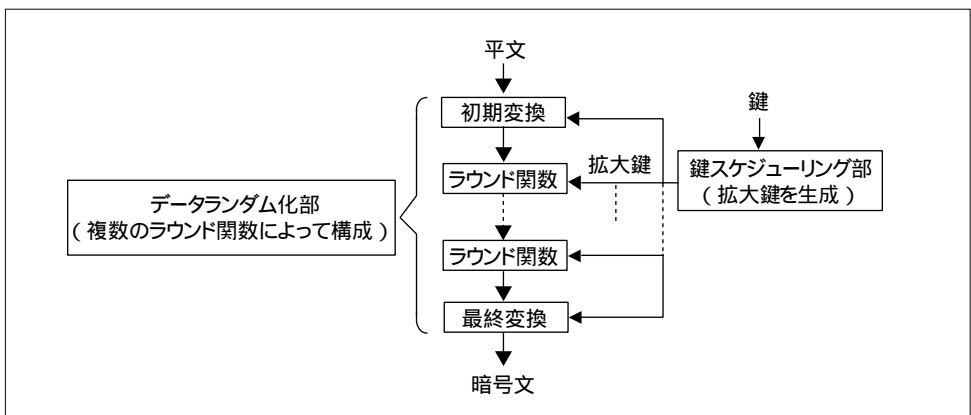 平文
初期変換
鍵
拡大鍵
ラウンド関数
鍵スケジューリング部
（拡大鍵を生成）
データランダム化部
（複数のラウンド関数によって構成）
ラウンド関数
最終変換
暗号文